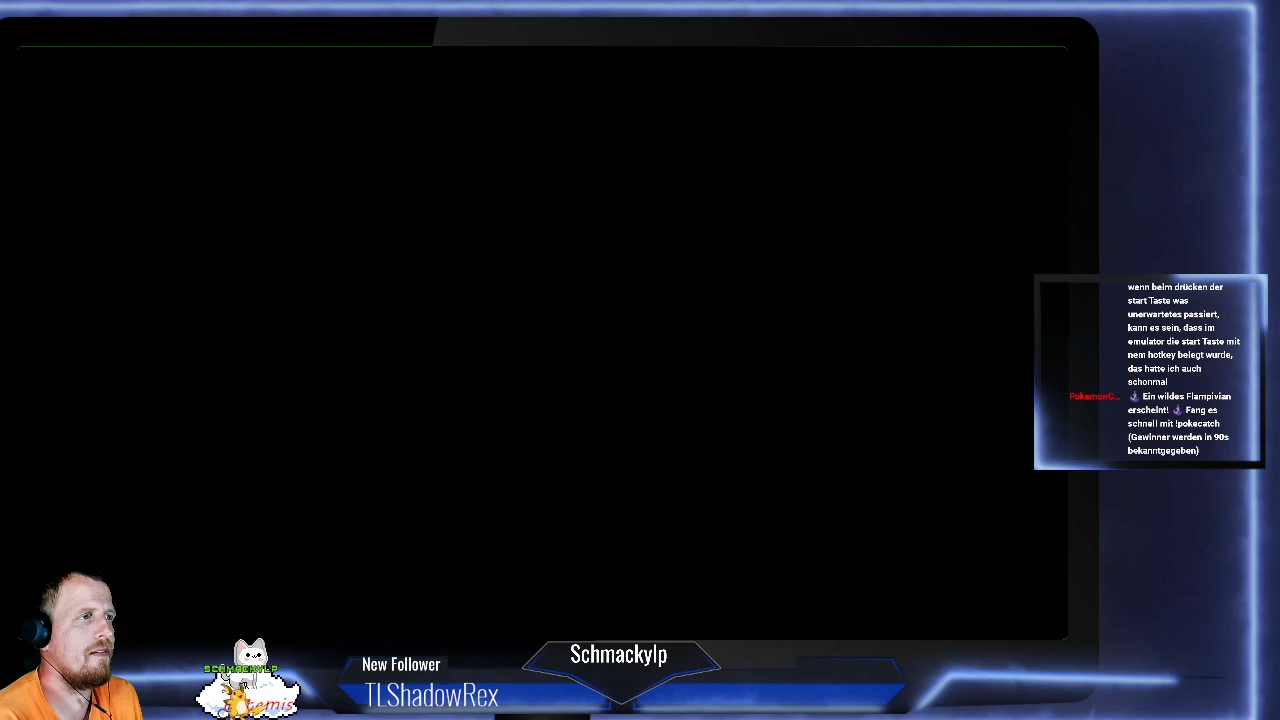 wenn beim drücken der
start Taste was
unerwartetes passiert,
kann es sein, dass im
emulator die start Taste mit
nem hotkey belegt wurde,
das hatte ich auch
schonmal
PokemonC... Ein wildes Flampivian
erscheint! Fang es
schnell mit !pokecatch
(Gewinner werden in 90s
bekanntgegeben)
Schmackylp
New Follower
TLShadowRex
SCHMACKYLP